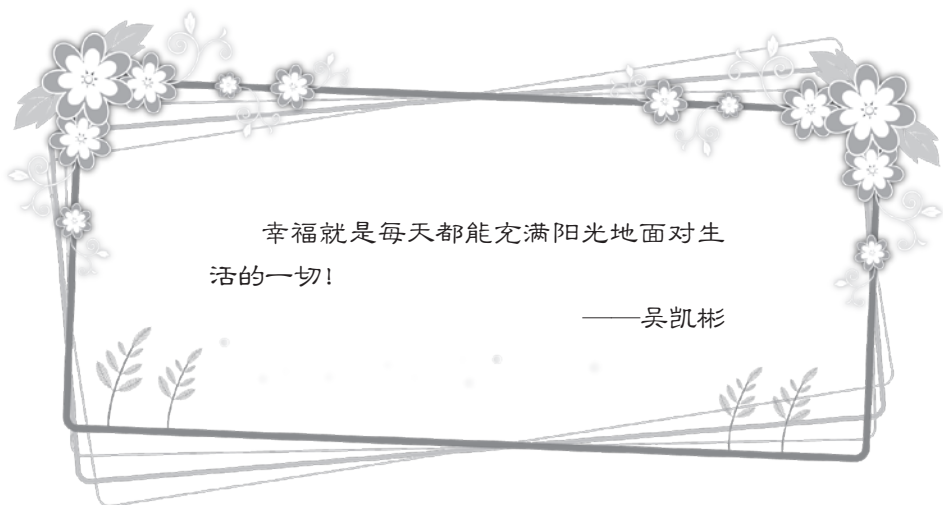 幸福就是每天都能充满阳光地面对生
活的一切！
——吴凯彬